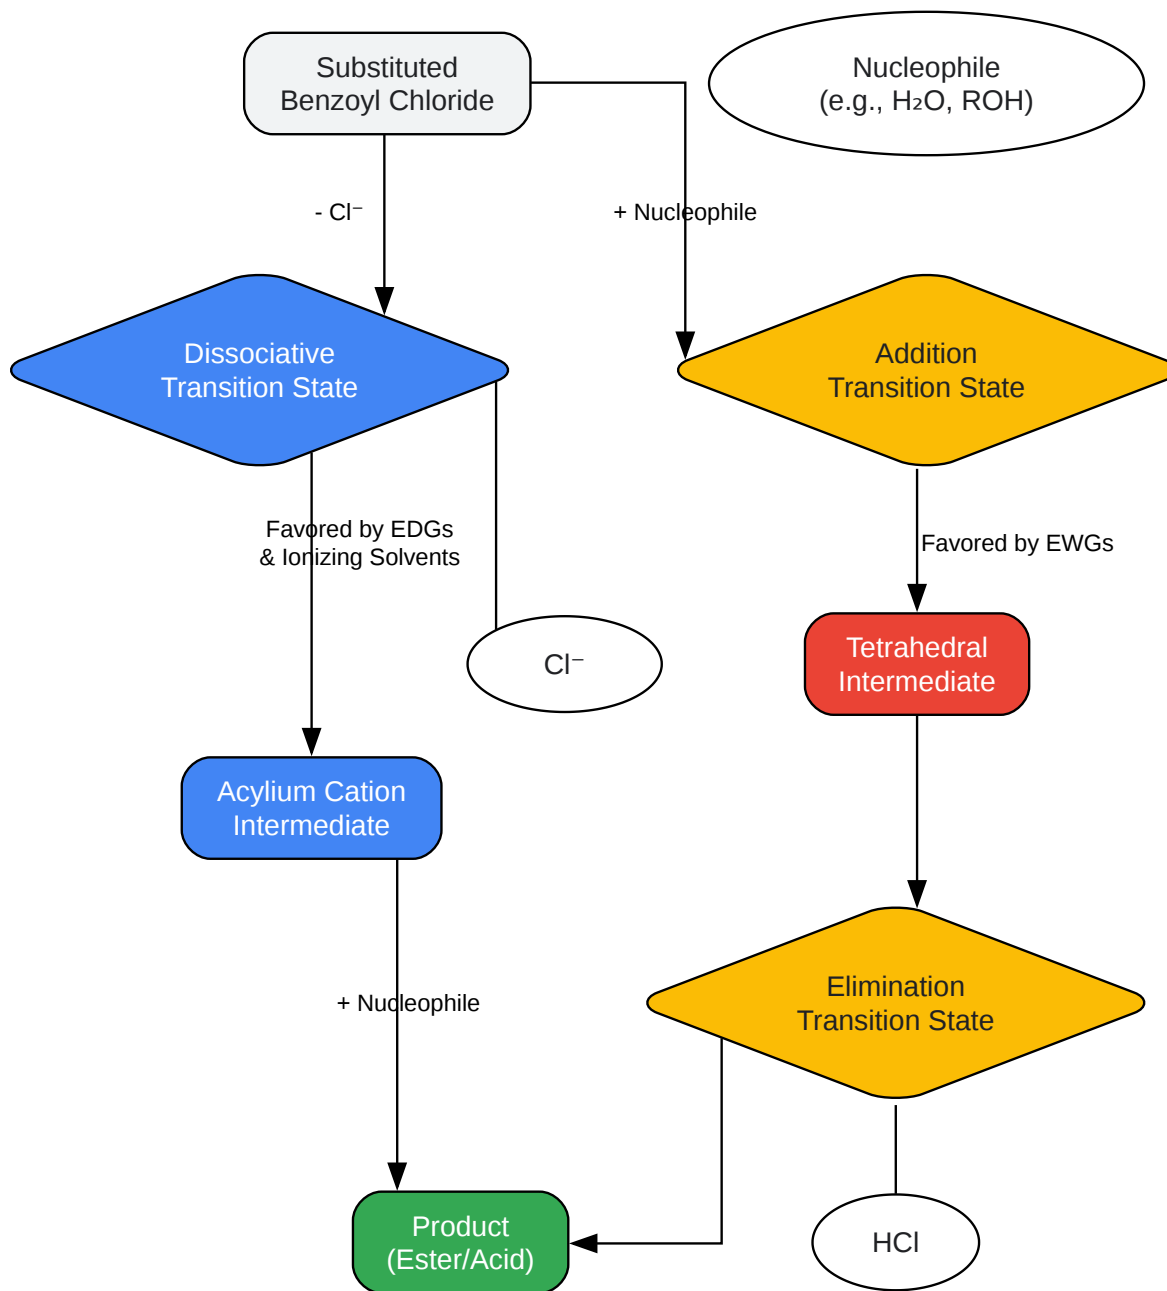 Substituted
Benzoyl Chloride
Nucleophile
(e.g., H₂O, ROH)
- Cl⁻
+ Nucleophile
Dissociative
Transition State
Addition
Transition State
Favored by EDGs
& Ionizing Solvents
Favored by EWGs
Cl⁻
Tetrahedral
Intermediate
Acylium Cation
Intermediate
+ Nucleophile
Elimination
Transition State
Product
(Ester/Acid)
HCl